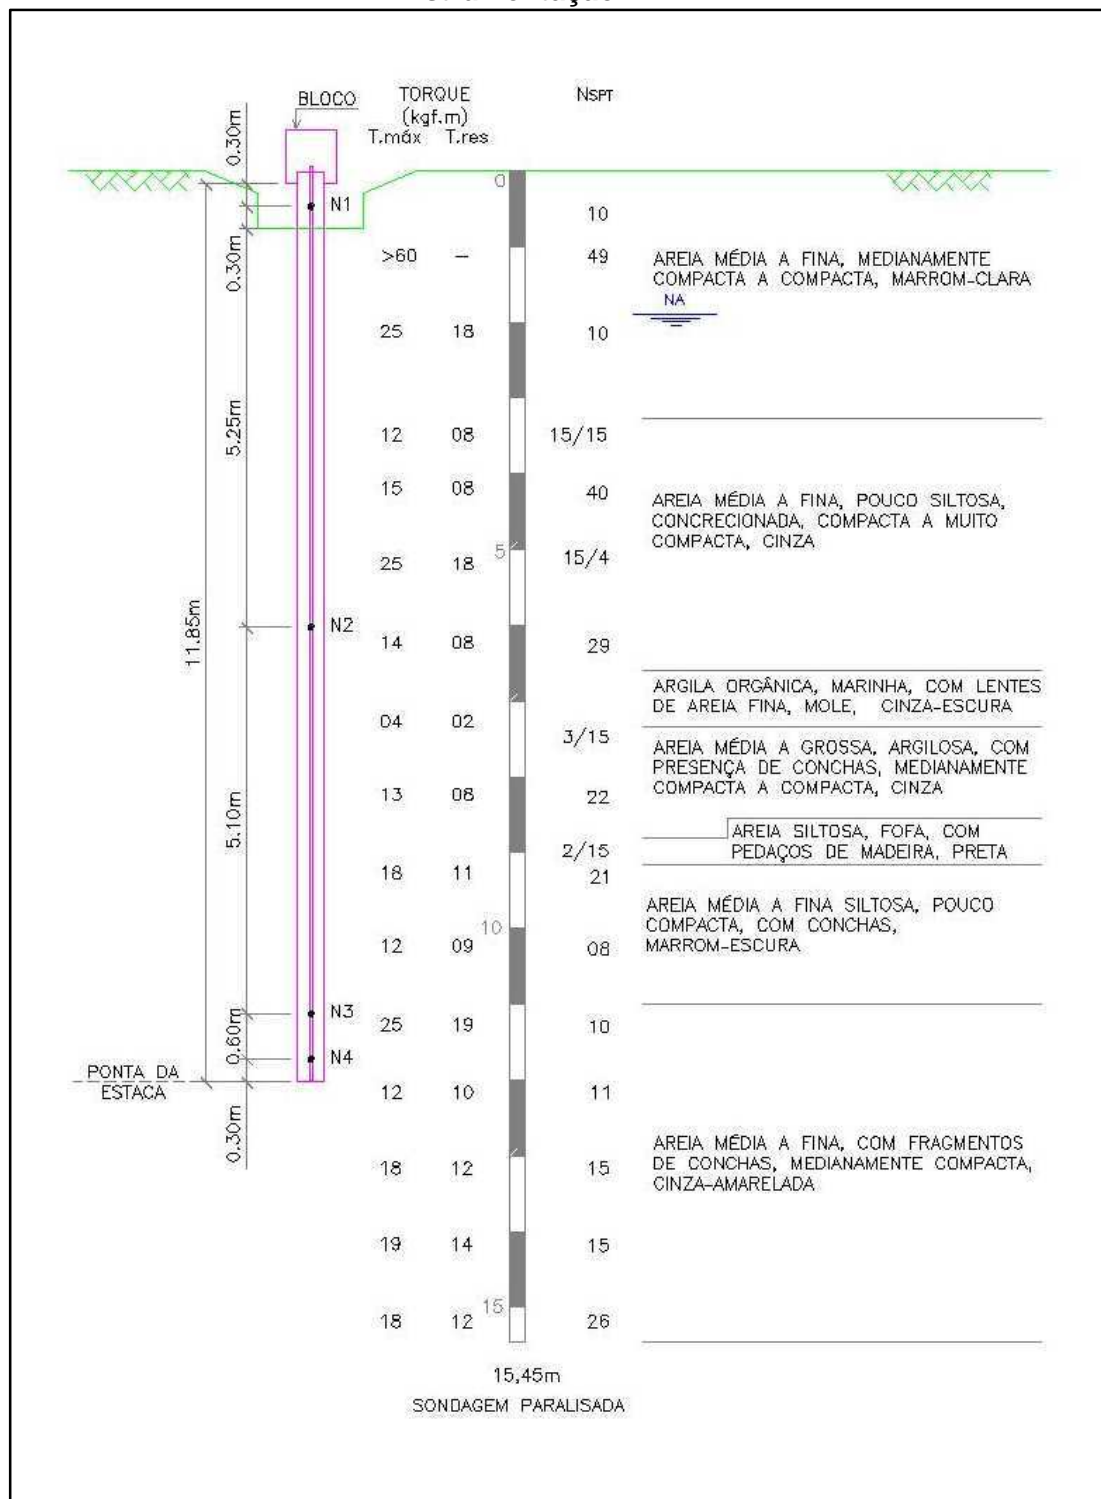 BLOCO
TORQUE
(kgf.m)
T.máx T.res
NSPT
0.30m
0
N1
10
0.30m
>60 – 49
AREIA MÉDIA A FINA, MEDIANAMENTE
COMPACTA A COMPACTA, MARROM-CLARA
NA
25 18 10
5.25m
12 08 15/15
15 08 40
AREIA MÉDIA A FINA, POUCO SILTOSA,
CONCRECIONADA, COMPACTA A MUITO
COMPACTA, CINZA
5
25 18 15/4
11.85m
N2
14 08 29
ARGILA ORGÂNICA, MARINHA, COM LENTES
DE AREIA FINA, MOLE, CINZA-ESCURA
04 02 3/15
AREIA MÉDIA A GROSSA, ARGILOSA, COM
PRESENÇA DE CONCHAS, MEDIANAMENTE
COMPACTA A COMPACTA, CINZA
5.10m
13 08 22
AREIA SILTOSA, FOFA, COM
PEDAÇOS DE MADEIRA, PRETA
2/15
18 11 21
AREIA MÉDIA A FINA SILTOSA, POUCO
COMPACTA, COM CONCHAS,
MARROM-ESCURA
10
12 09 08
N3
25 19 10
0.60m
N4
PONTA DA
ESTACA
12 10 11
0.30m
AREIA MÉDIA A FINA, COM FRAGMENTOS
DE CONCHAS, MEDIANAMENTE COMPACTA,
CINZA-AMARELADA
18 12 15
19 14 15
15
18 12 26
15,45m
SONDAGEM PARALISADA